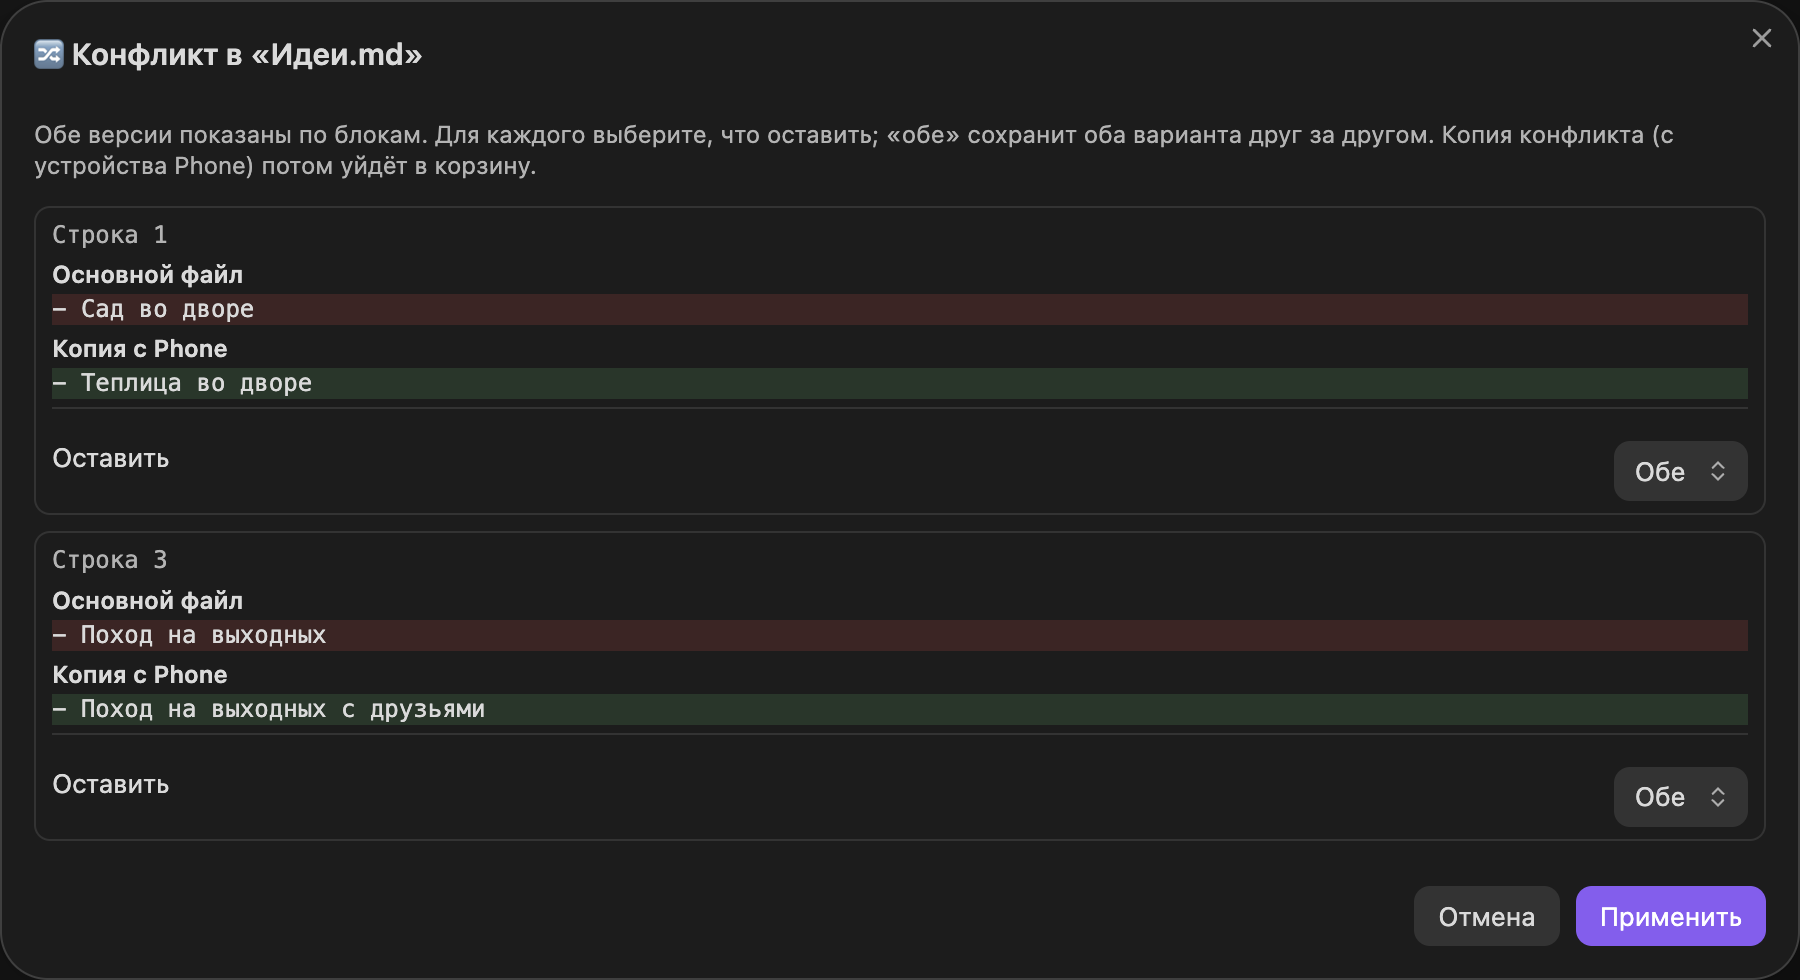 🔀 Конфликт в «Идеи.md»
Обе версии показаны по блокам. Для каждого выберите, что оставить; «обе» сохранит оба варианта друг за другом. Копия конфликта (с
устройства Phone) потом уйдёт в корзину.
Строка 1
Основной файл
– Сад во дворе
Копия с Phone
– Теплица во дворе
Оставить
Обе
Строка 3
Основной файл
– Поход на выходных
Копия с Phone
– Поход на выходных с друзьями
Оставить
Обе
Отмена
Применить